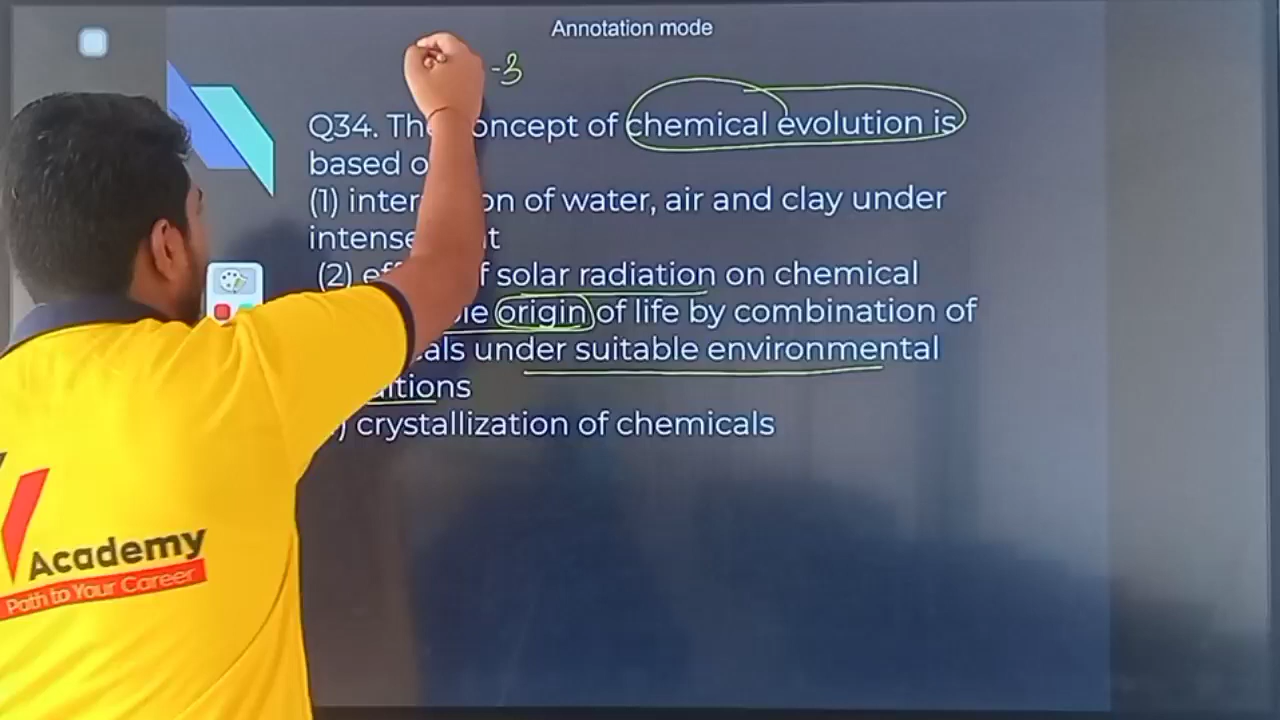 Annotation mode
-3
Q34. The concept of chemical evolution is
based o
(1) inter on of water, air and clay under
intense t
(2) ef f solar radiation on chemical
origin of life by combination of
als under suitable environmental
ditions
) crystallization of chemicals
Academy
Path to Your Career